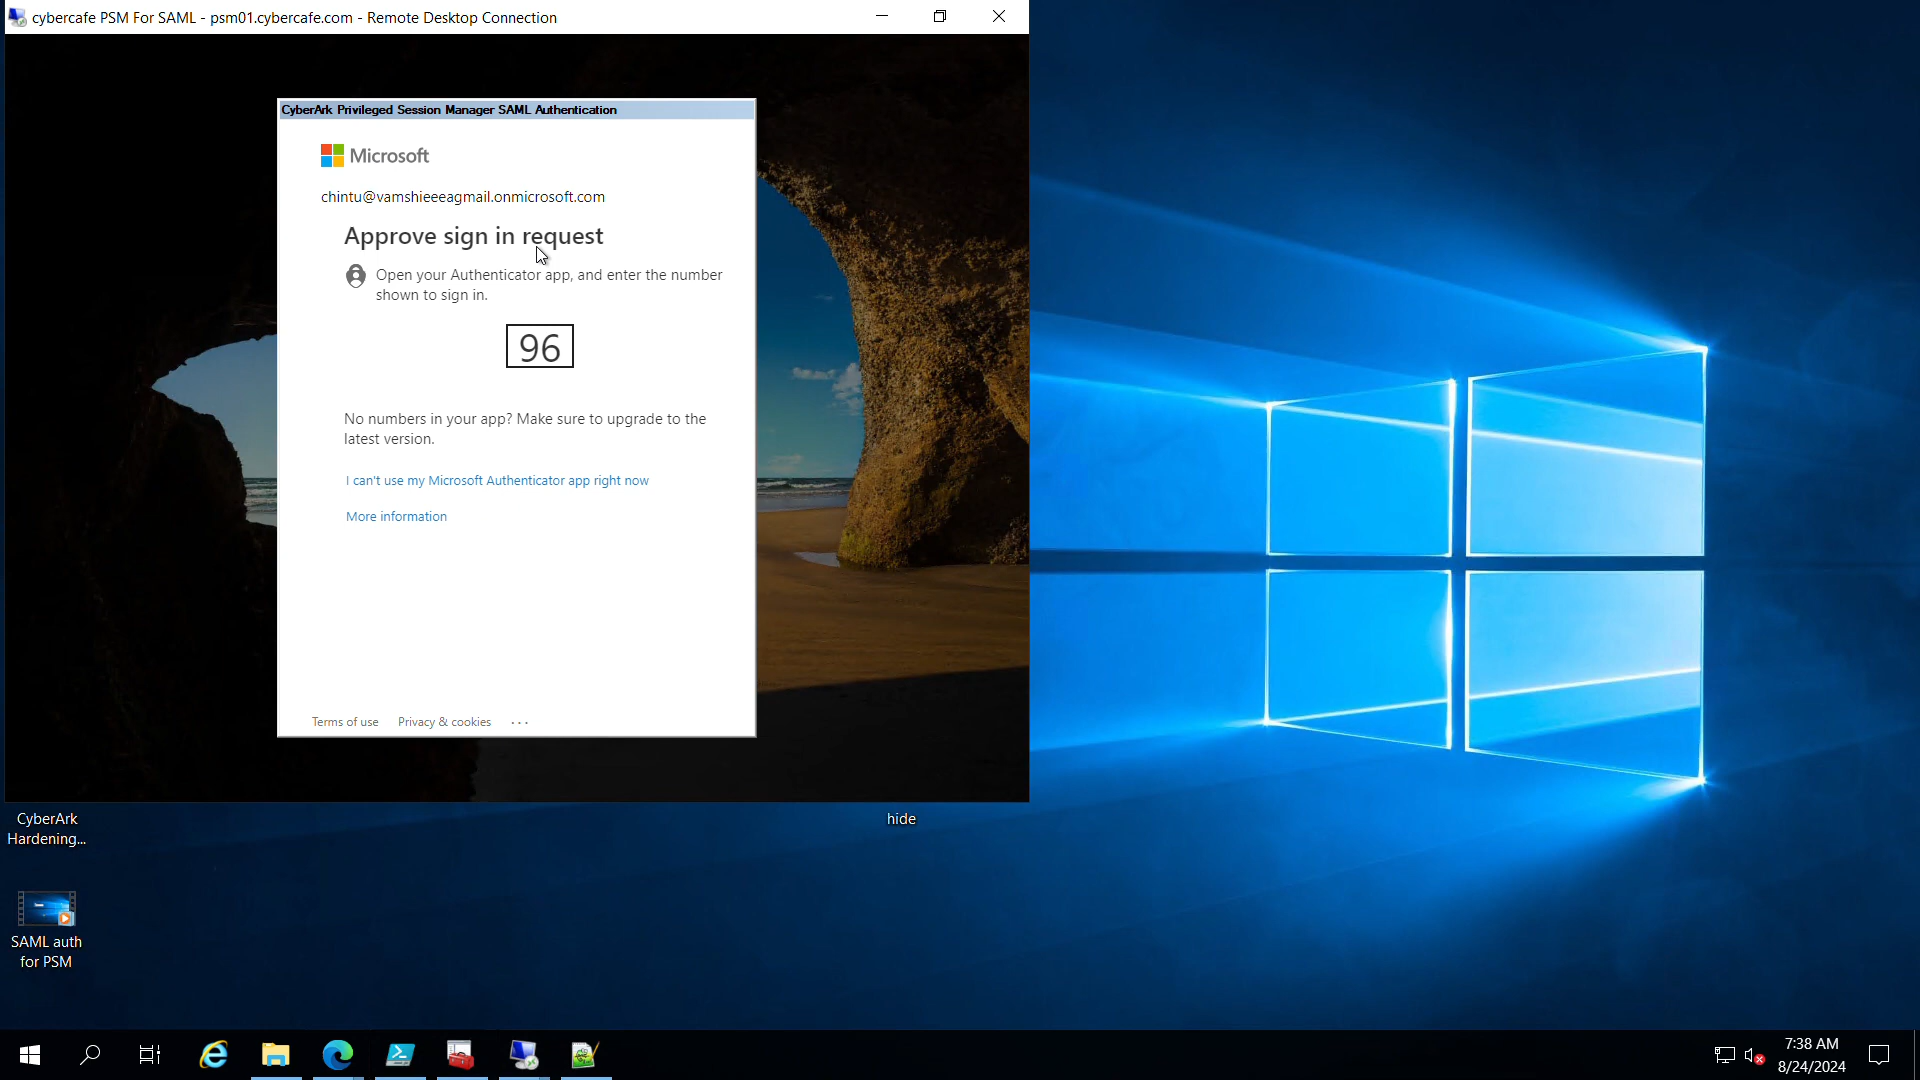 cybercafe PSM For SAML - psm01.cybercafe.com - Remote Desktop Connection
CyberArk Privileged Session Manager SAML Authentication
Microsoft
chintu@vamshieeeagmail.onmicrosoft.com
Approve sign in request
Open your Authenticator app, and enter the number
shown to sign in.
96
No numbers in your app? Make sure to upgrade to the
latest version.
I can't use my Microsoft Authenticator app right now
More information
Terms of use Privacy & cookies ...
CyberArk
Hardening...
hide
SAML auth
for PSM
7:38 AM
8/24/2024